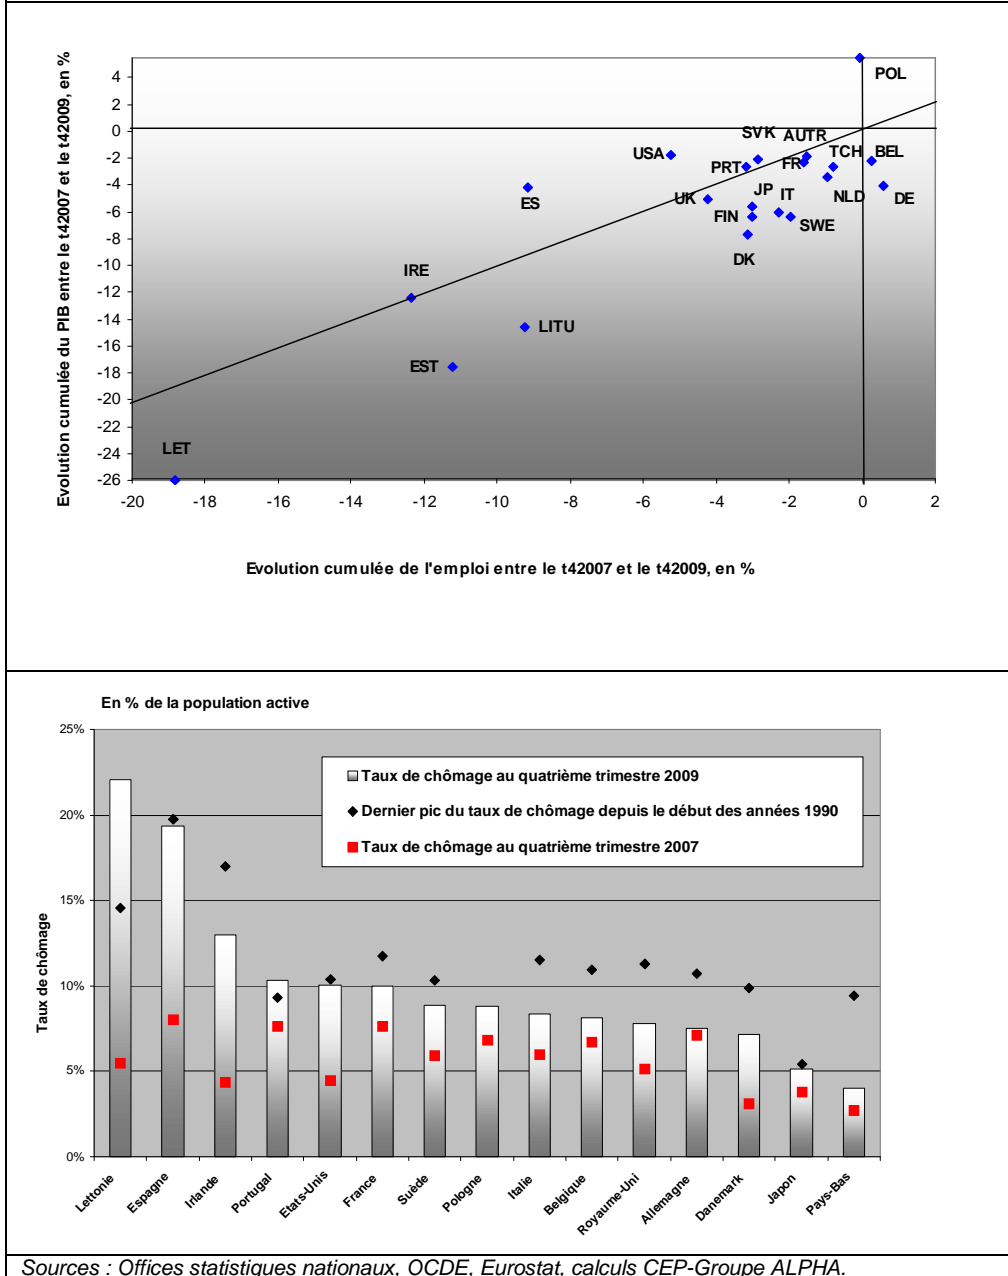 Evolution cumulée du PIB entre le t42007 et le t42009, en %
4
2
0
-2
-4
-6
-8
-10
-12
-14
-16
-18
-20
-22
-24
-26
POL
SVK
AUTR
USA
PRT
FR
TCH
BEL
ES
UK
JP
IT
NLD
DE
FIN
SWE
DK
IRE
LITU
EST
LET
-20 -18 -16 -14 -12 -10 -8 -6 -4 -2 0 2
Evolution cumulée de l'emploi entre le t42007 et le t42009, en %
En % de la population active
Taux de chômage
25%
20%
15%
10%
5%
0%
Taux de chômage au quatrième trimestre 2009
Dernier pic du taux de chômage depuis le début des années 1990
Taux de chômage au quatrième trimestre 2007
Lettonie
Espagne
Irlande
Portugal
Etats-Unis
France
Suède
Pologne
Italie
Belgique
Royaume-Uni
Allemagne
Danemark
Japon
Pays-Bas
Sources : Offices statistiques nationaux, OCDE, Eurostat, calculs CEP-Groupe ALPHA.